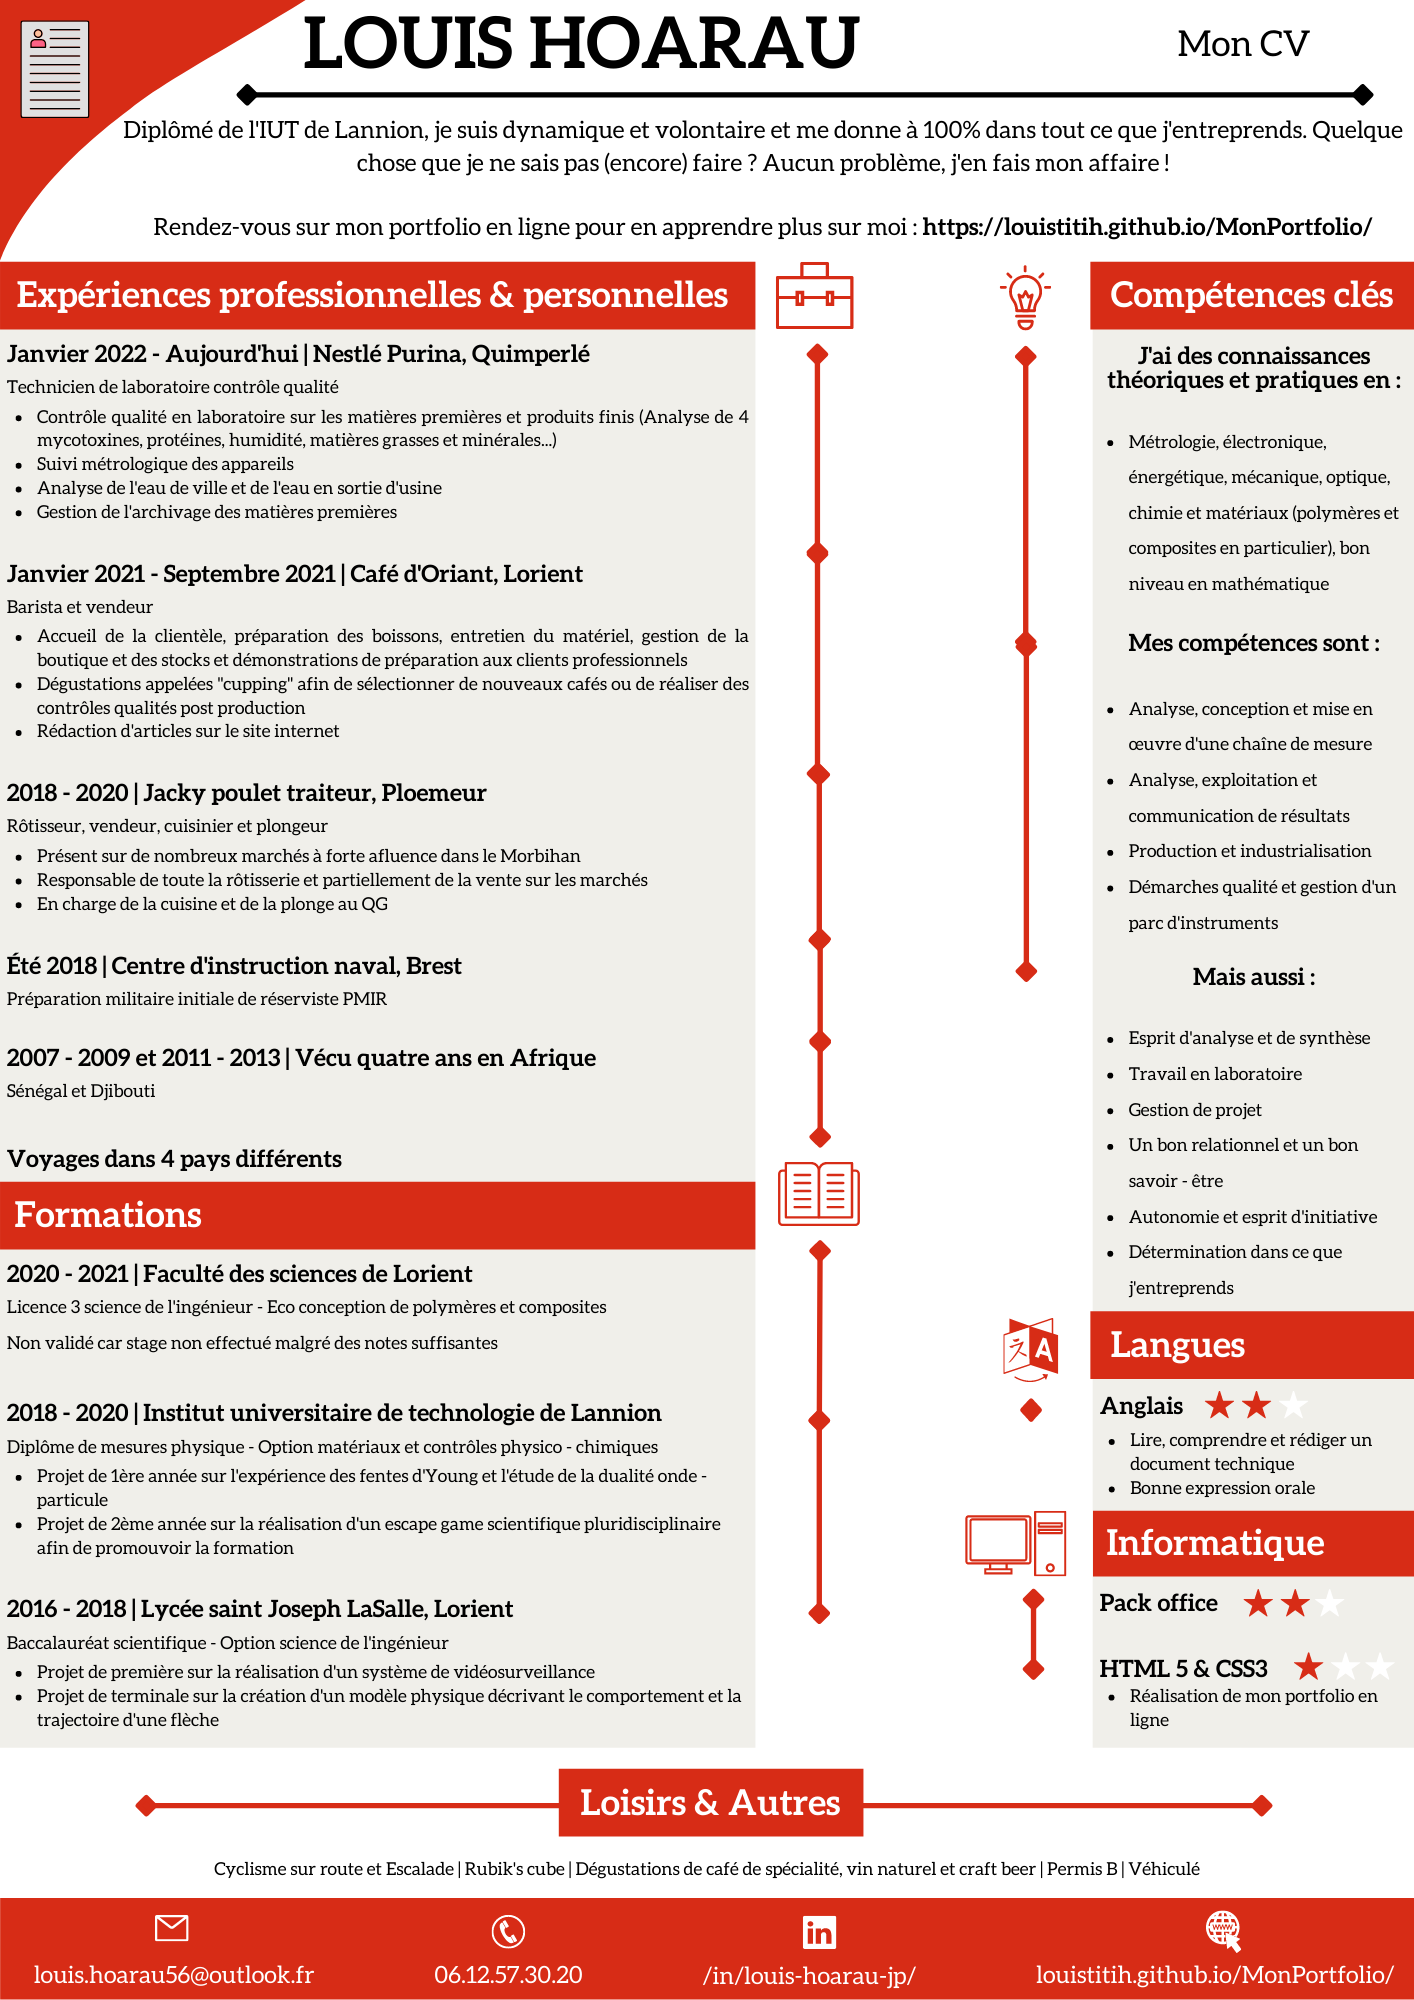 LOUIS HOARAU
Mon CV
Diplômé de l'IUT de Lannion, je suis dynamique et volontaire et me donne à 100% dans tout ce que j'entreprends. Quelque
chose que je ne sais pas (encore) faire ? Aucun problème, j'en fais mon affaire !
Rendez-vous sur mon portfolio en ligne pour en apprendre plus sur moi : https://louistitih.github.io/MonPortfolio/
Expériences professionnelles & personnelles
Janvier 2022 - Aujourd'hui | Nestlé Purina, Quimperlé
Technicien de laboratoire contrôle qualité
• Contrôle qualité en laboratoire sur les matières premières et produits finis (Analyse de 4
mycotoxines, protéines, humidité, matières grasses et minérales...)
• Suivi métrologique des appareils
• Analyse de l'eau de ville et de l'eau en sortie d'usine
• Gestion de l'archivage des matières premières
Janvier 2021 - Septembre 2021 | Café d'Oriant, Lorient
Barista et vendeur
• Accueil de la clientèle, préparation des boissons, entretien du matériel, gestion de la
boutique et des stocks et démonstrations de préparation aux clients professionnels
• Dégustations appelées "cupping" afin de sélectionner de nouveaux cafés ou de réaliser des
contrôles qualités post production
• Rédaction d'articles sur le site internet
2018 - 2020 | Jacky poulet traiteur, Ploemeur
Rôtisseur, vendeur, cuisinier et plongeur
• Présent sur de nombreux marchés à forte afluence dans le Morbihan
• Responsable de toute la rôtisserie et partiellement de la vente sur les marchés
• En charge de la cuisine et de la plonge au QG
Été 2018 | Centre d'instruction naval, Brest
Préparation militaire initiale de réserviste PMIR
2007 - 2009 et 2011 - 2013 | Vécu quatre ans en Afrique
Sénégal et Djibouti
Voyages dans 4 pays différents
Formations
2020 - 2021 | Faculté des sciences de Lorient
Licence 3 science de l'ingénieur - Eco conception de polymères et composites
Non validé car stage non effectué malgré des notes suffisantes
2018 - 2020 | Institut universitaire de technologie de Lannion
Diplôme de mesures physique - Option matériaux et contrôles physico - chimiques
• Projet de 1ère année sur l'expérience des fentes d'Young et l'étude de la dualité onde -
particule
• Projet de 2ème année sur la réalisation d'un escape game scientifique pluridisciplinaire
afin de promouvoir la formation
2016 - 2018 | Lycée saint Joseph LaSalle, Lorient
Baccalauréat scientifique - Option science de l'ingénieur
• Projet de première sur la réalisation d'un système de vidéosurveillance
• Projet de terminale sur la création d'un modèle physique décrivant le comportement et la
trajectoire d'une flèche
Compétences clés
J'ai des connaissances
théoriques et pratiques en :
• Métrologie, électronique,
énergétique, mécanique, optique,
chimie et matériaux (polymères et
composites en particulier), bon
niveau en mathématique
Mes compétences sont :
• Analyse, conception et mise en
œuvre d'une chaîne de mesure
• Analyse, exploitation et
communication de résultats
• Production et industrialisation
• Démarches qualité et gestion d'un
parc d'instruments
Mais aussi :
• Esprit d'analyse et de synthèse
• Travail en laboratoire
• Gestion de projet
• Un bon relationnel et un bon
savoir - être
• Autonomie et esprit d'initiative
• Détermination dans ce que
j'entreprends
Langues
Anglais
• Lire, comprendre et rédiger un
document technique
• Bonne expression orale
Informatique
Pack office
HTML 5 & CSS3
• Réalisation de mon portfolio en
ligne
Loisirs & Autres
Cyclisme sur route et Escalade | Rubik's cube | Dégustations de café de spécialité, vin naturel et craft beer | Permis B | Véhiculé
louis.hoarau56@outlook.fr
06.12.57.30.20
/in/louis-hoarau-jp/
louistitih.github.io/MonPortfolio/